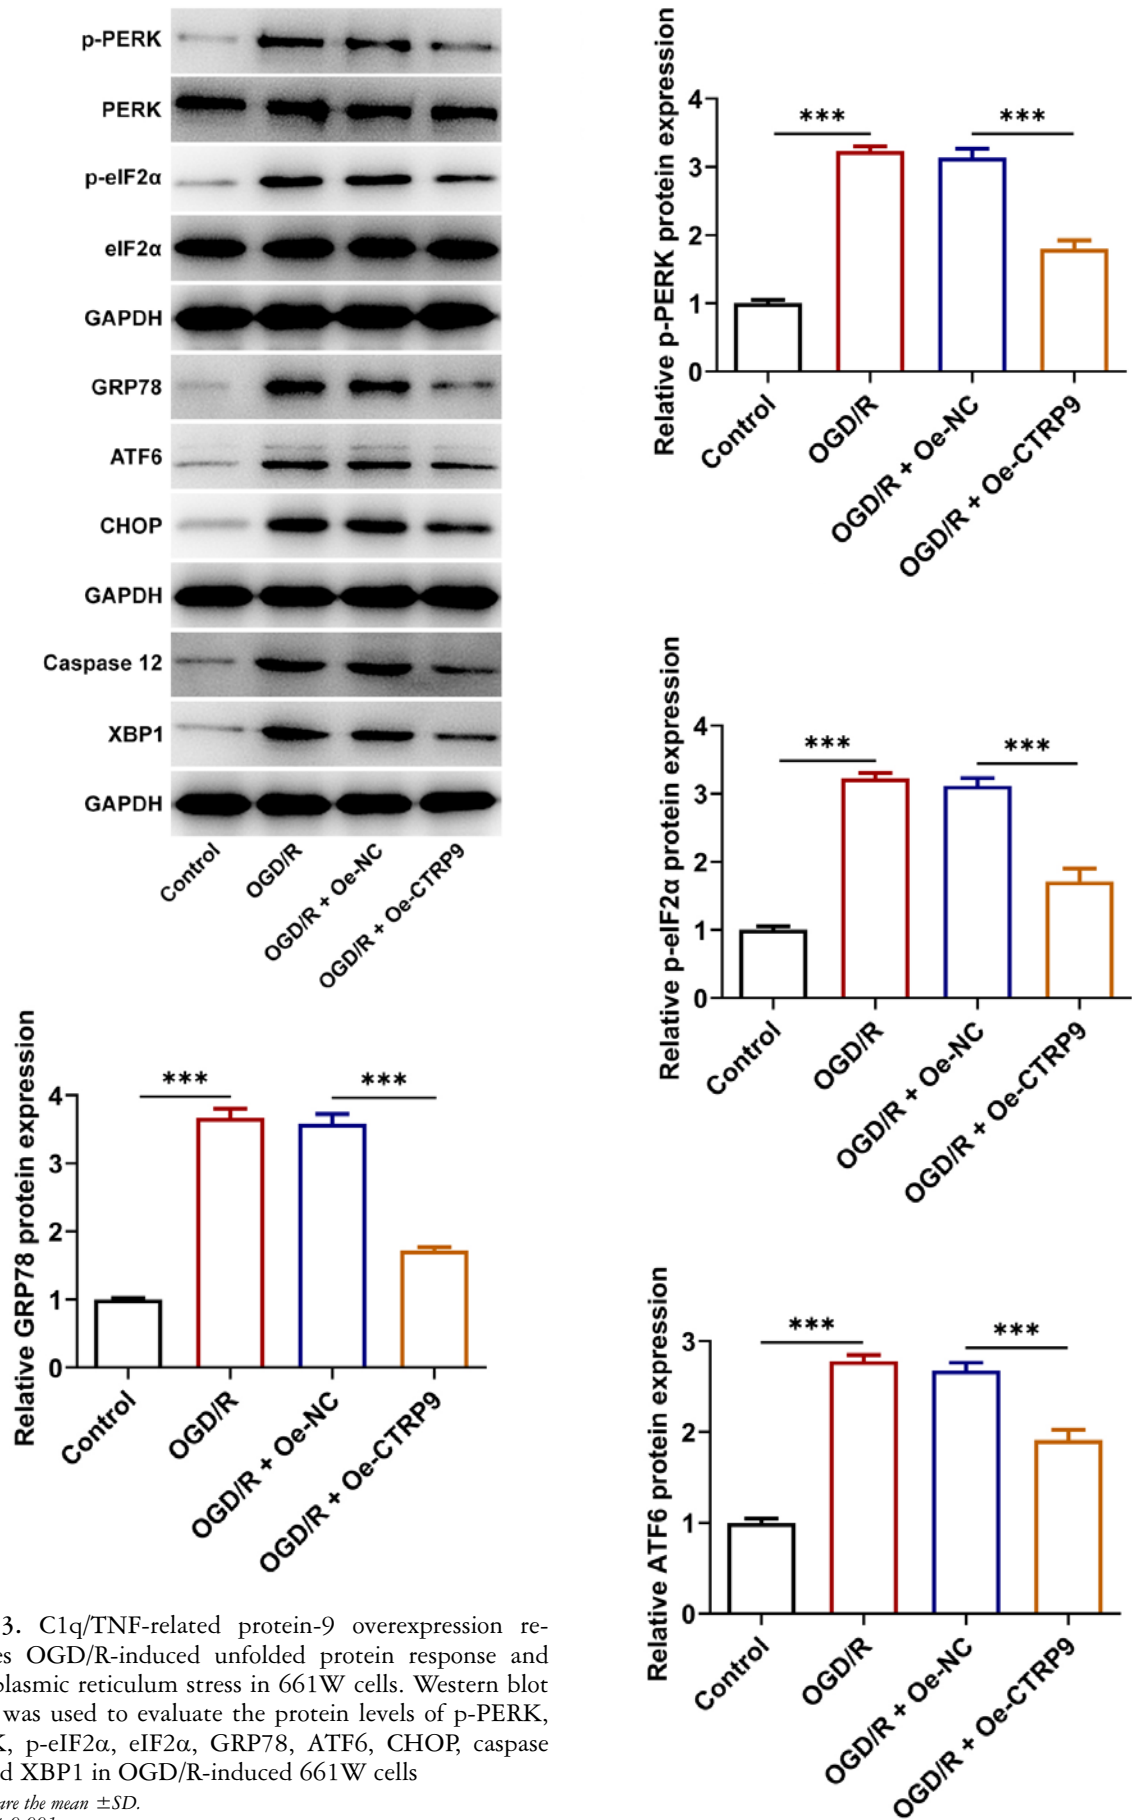 p-PERK
PERK
p-eIF2α
eIF2α
GAPDH
GRP78
ATF6
CHOP
GAPDH
Caspase 12
XBP1
GAPDH
Control
OGD/R
OGD/R + Oe-NC
OGD/R + Oe-CTRP9
Relative p-PERK protein expression
4
3
2
1
0
***
***
Control
OGD/R
OGD/R + Oe-NC
OGD/R + Oe-CTRP9
Relative p-eIF2α protein expression
4
3
2
1
0
***
***
Control
OGD/R
OGD/R + Oe-NC
OGD/R + Oe-CTRP9
Relative GRP78 protein expression
4
3
2
1
0
***
***
Control
OGD/R
OGD/R + Oe-NC
OGD/R + Oe-CTRP9
Relative ATF6 protein expression
3
2
1
0
***
***
Control
OGD/R
OGD/R + Oe-NC
OGD/R + Oe-CTRP9
3. C1q/TNF-related protein-9 overexpression re-
es OGD/R-induced unfolded protein response and
plasmic reticulum stress in 661W cells. Western blot
was used to evaluate the protein levels of p-PERK,
K, p-eIF2α, eIF2α, GRP78, ATF6, CHOP, caspase
d XBP1 in OGD/R-induced 661W cells
are the mean ±SD.